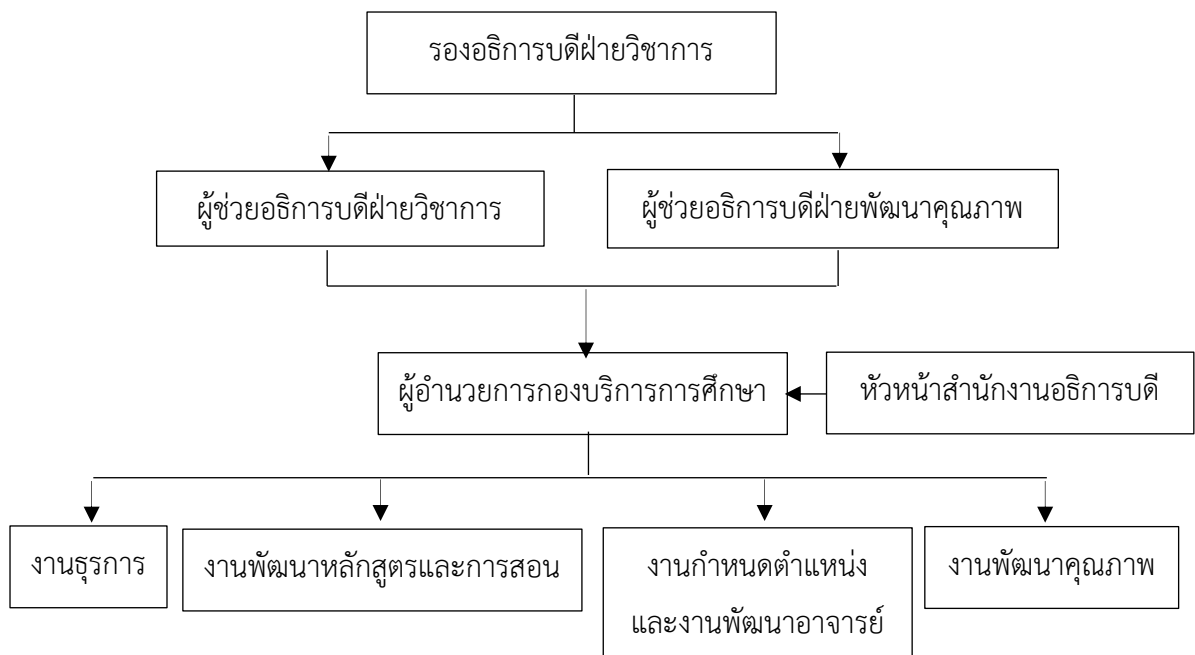 รองอธิการบดีฝ่ายวิชาการ
ผู้ช่วยอธิการบดีฝ่ายวิชาการ
ผู้ช่วยอธิการบดีฝ่ายพัฒนาคุณภาพ
ผู้อำนวยการกองบริการการศึกษา
หัวหน้าสำนักงานอธิการบดี
งานธุรการ
งานพัฒนาหลักสูตรและการสอน
งานกำหนดตำแหน่ง
และงานพัฒนาอาจารย์
งานพัฒนาคุณภาพ